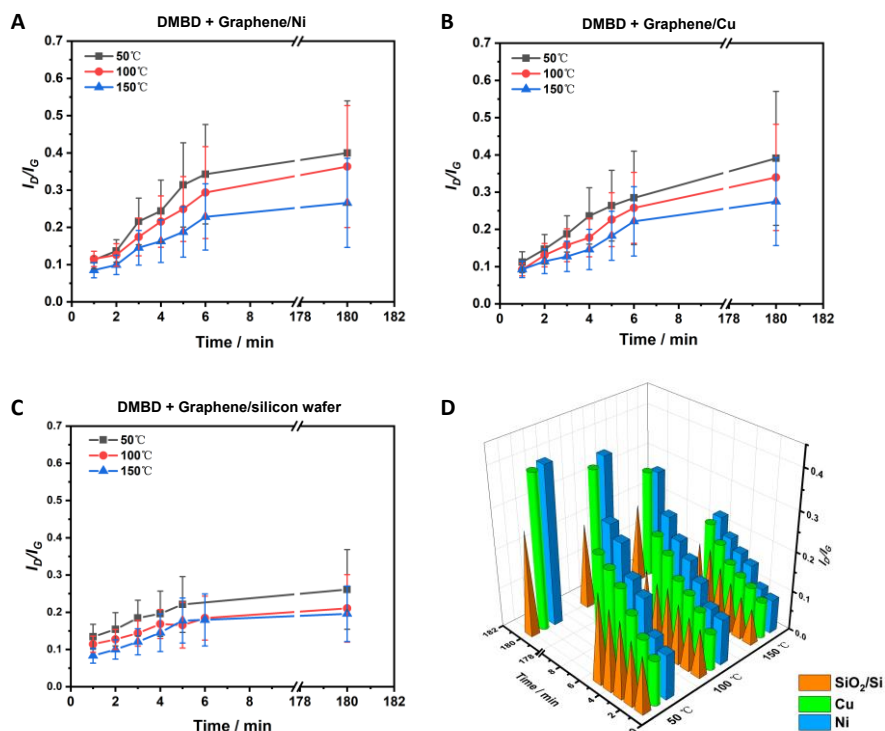 A
DMBD + Graphene/Ni
0.7
0.6
0.5
0.4
0.3
0.2
0.1
0.0
I_D/I_G
50℃
100℃
150℃
0 2 4 6 8 178 180 182
Time / min
B
DMBD + Graphene/Cu
0.7
0.6
0.5
0.4
0.3
0.2
0.1
0.0
I_D/I_G
50℃
100℃
150℃
0 2 4 6 8 178 180 182
Time / min
C
DMBD + Graphene/silicon wafer
0.7
0.6
0.5
0.4
0.3
0.2
0.1
0.0
I_D/I_G
50℃
100℃
150℃
0 2 4 6 8 178 180 182
Time / min
D
0.4
0.3
0.2
0.1
0.0
I_D/I_G
182
180
178
8
6
4
2
Time / min
50 ℃
100 ℃
150 ℃
SiO₂/Si
Cu
Ni